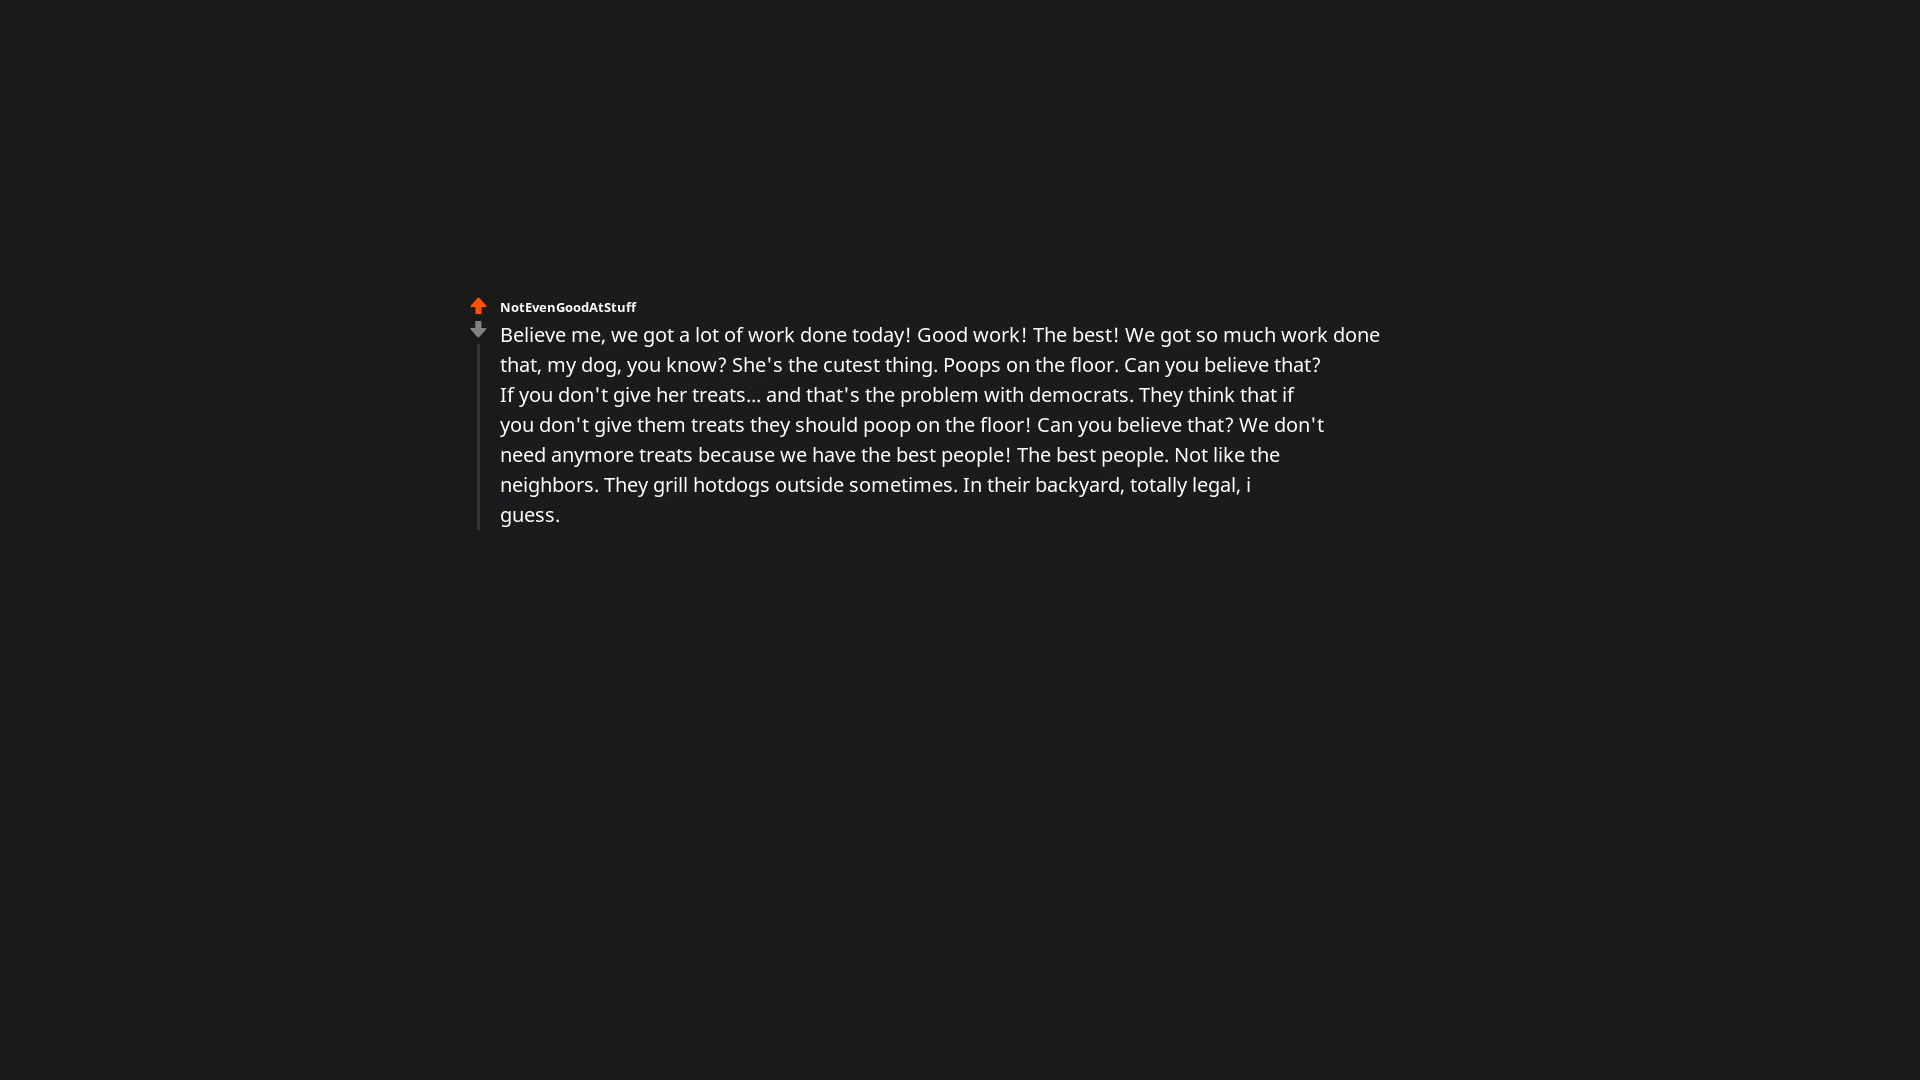 NotEvenGoodAtStuff
Believe me, we got a lot of work done today! Good work! The best! We got so much work done
that, my dog, you know? She's the cutest thing. Poops on the floor. Can you believe that?
If you don't give her treats... and that's the problem with democrats. They think that if
you don't give them treats they should poop on the floor! Can you believe that? We don't
need anymore treats because we have the best people! The best people. Not like the
neighbors. They grill hotdogs outside sometimes. In their backyard, totally legal, i
guess.